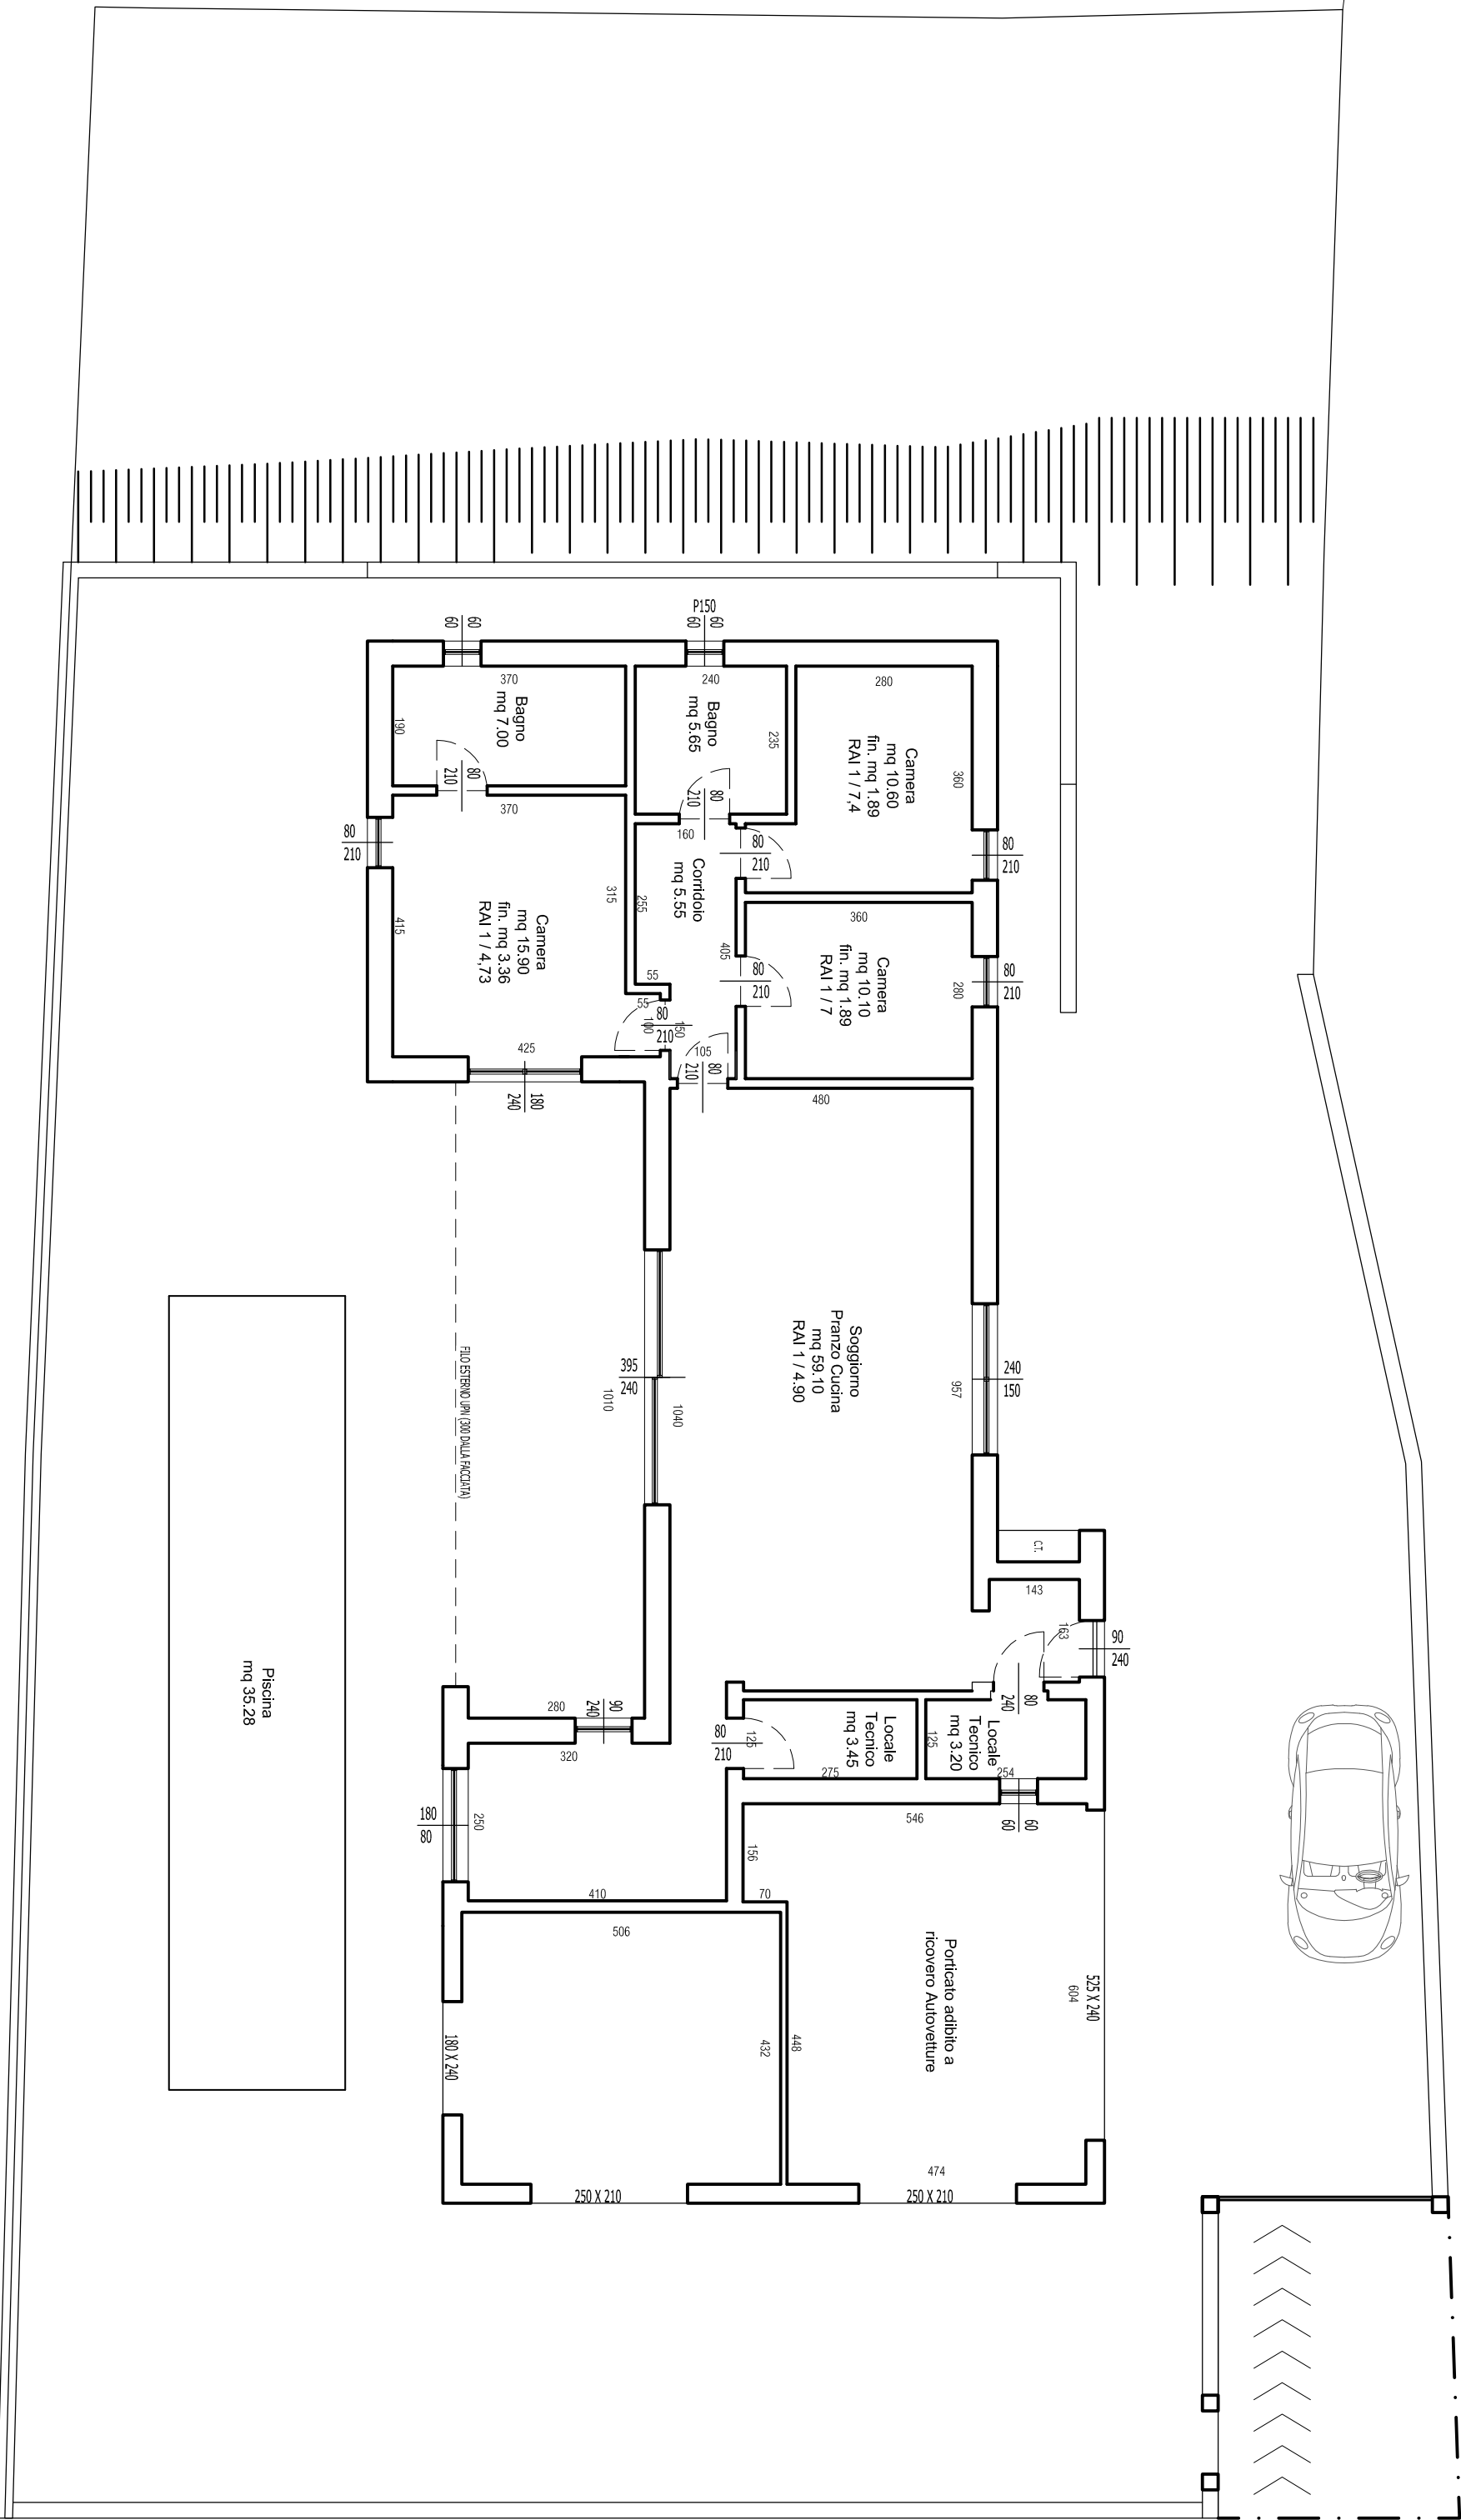 P150
60
60
60
60
370
240
280
Bagno
mq 7.00
190
Bagno
mq 5.65
235
Camera
mq 10.60
fin. mq 1.89
RAI 1 / 7,4
360
80
210
80
210
370
160
80
210
80
210
80
210
315
255
Corridoio
mq 5.55
Camera
mq 15.90
fin. mq 3.36
RAI 1 / 4,73
415
360
Camera
mq 10.10
fin. mq 1.89
RAI 1 / 7
405
55
55
80
210
80
210
280
80
210
100
150
105
80
210
425
180
240
480
FILO ESTERNO UPN (300 DALLA FACCIATA)
395
240
1010
1040
Soggiorno
Pranzo Cucina
mq 59.10
RAI 1 / 4.90
957
240
150
C.T.
143
163
90
240
80
240
Piscina
mq 35.28
280
90
240
320
80
210
125
Locale
Tecnico
mq 3.45
275
125
Locale
Tecnico
mq 3.20
254
60
60
180
80
250
546
156
410
70
506
Porticato adibito a
ricovero Autovetture
525 X 240
604
180 X 240
432
448
474
250 X 210
250 X 210